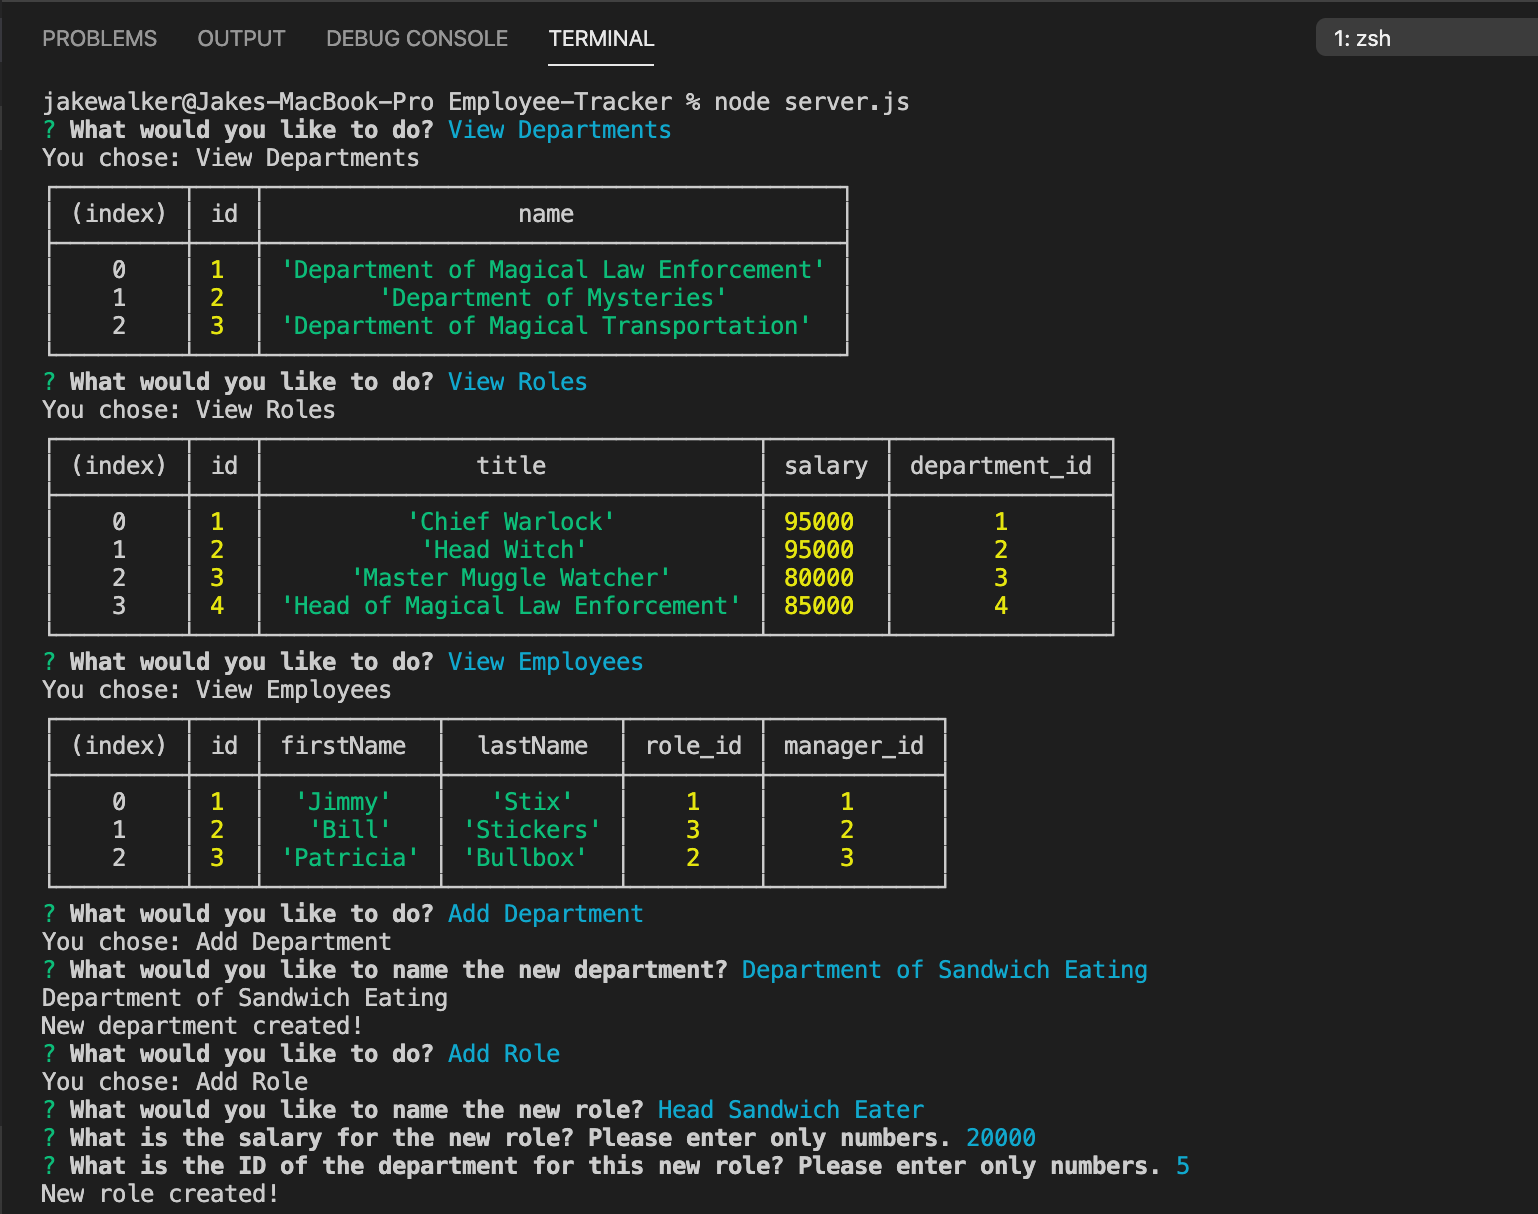 PROBLEMS OUTPUT DEBUG CONSOLE TERMINAL 1: zsh
jakewalker@Jakes-MacBook-Pro Employee-Tracker % node server.js
? What would you like to do? View Departments
You chose: View Departments
(index) id name
0 1 'Department of Magical Law Enforcement'
1 2 'Department of Mysteries'
2 3 'Department of Magical Transportation'
? What would you like to do? View Roles
You chose: View Roles
(index) id title salary department_id
0 1 'Chief Warlock' 95000 1
1 2 'Head Witch' 95000 2
2 3 'Master Muggle Watcher' 80000 3
3 4 'Head of Magical Law Enforcement' 85000 4
? What would you like to do? View Employees
You chose: View Employees
(index) id firstName lastName role_id manager_id
0 1 'Jimmy' 'Stix' 1 1
1 2 'Bill' 'Stickers' 3 2
2 3 'Patricia' 'Bullbox' 2 3
? What would you like to do? Add Department
You chose: Add Department
? What would you like to name the new department? Department of Sandwich Eating
Department of Sandwich Eating
New department created!
? What would you like to do? Add Role
You chose: Add Role
? What would you like to name the new role? Head Sandwich Eater
? What is the salary for the new role? Please enter only numbers. 20000
? What is the ID of the department for this new role? Please enter only numbers. 5
New role created!